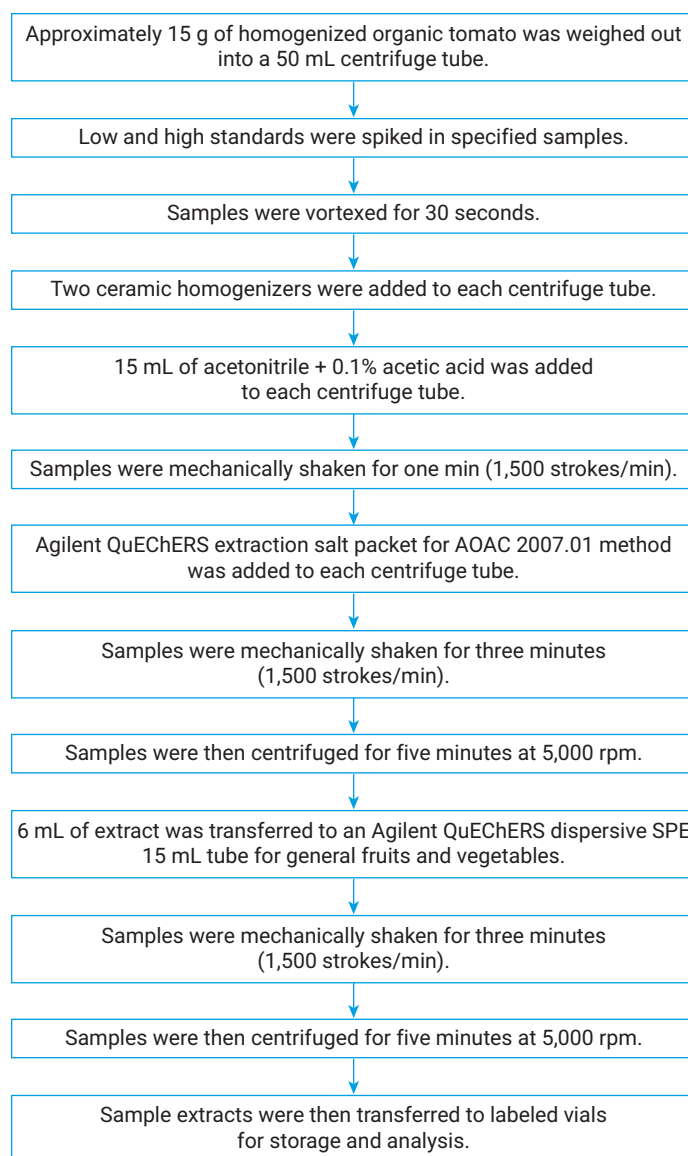 Approximately 15 g of homogenized organic tomato was weighed out
into a 50 mL centrifuge tube.
Low and high standards were spiked in specified samples.
Samples were vortexed for 30 seconds.
Two ceramic homogenizers were added to each centrifuge tube.
15 mL of acetonitrile + 0.1% acetic acid was added
to each centrifuge tube.
Samples were mechanically shaken for one min (1,500 strokes/min).
Agilent QuEChERS extraction salt packet for AOAC 2007.01 method
was added to each centrifuge tube.
Samples were mechanically shaken for three minutes
(1,500 strokes/min).
Samples were then centrifuged for five minutes at 5,000 rpm.
6 mL of extract was transferred to an Agilent QuEChERS dispersive SPE
15 mL tube for general fruits and vegetables.
Samples were mechanically shaken for three minutes
(1,500 strokes/min).
Samples were then centrifuged for five minutes at 5,000 rpm.
Sample extracts were then transferred to labeled vials
for storage and analysis.